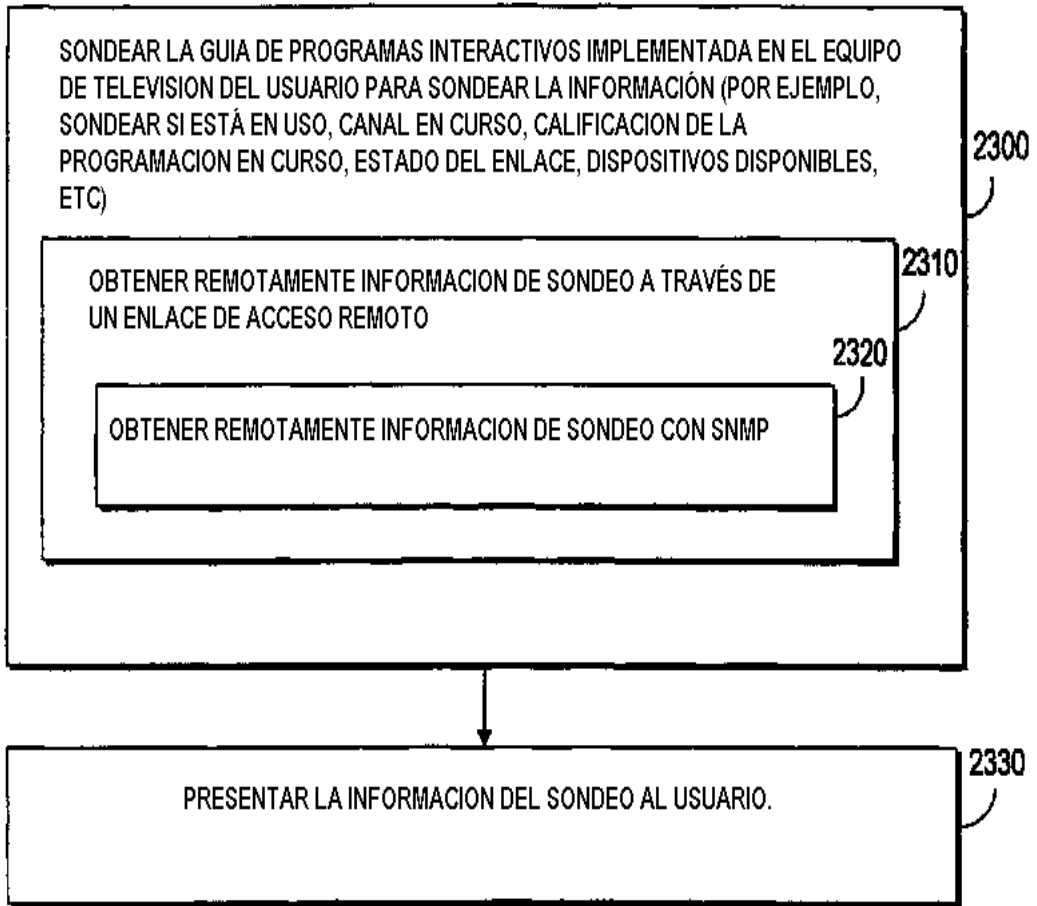 SONDEAR LA GUIA DE PROGRAMAS INTERACTIVOS IMPLEMENTADA EN EL EQUIPO
DE TELEVISION DEL USUARIO PARA SONDEAR LA INFORMACIÓN (POR EJEMPLO,
SONDEAR SI ESTÁ EN USO, CANAL EN CURSO, CALIFICACION DE LA
PROGRAMACION EN CURSO, ESTADO DEL ENLACE, DISPOSITIVOS DISPONIBLES,
ETC)
2300
OBTENER REMOTAMENTE INFORMACION DE SONDEO A TRAVÉS DE
UN ENLACE DE ACCESO REMOTO
2310
OBTENER REMOTAMENTE INFORMACION DE SONDEO CON SNMP
2320
PRESENTAR LA INFORMACION DEL SONDEO AL USUARIO.
2330